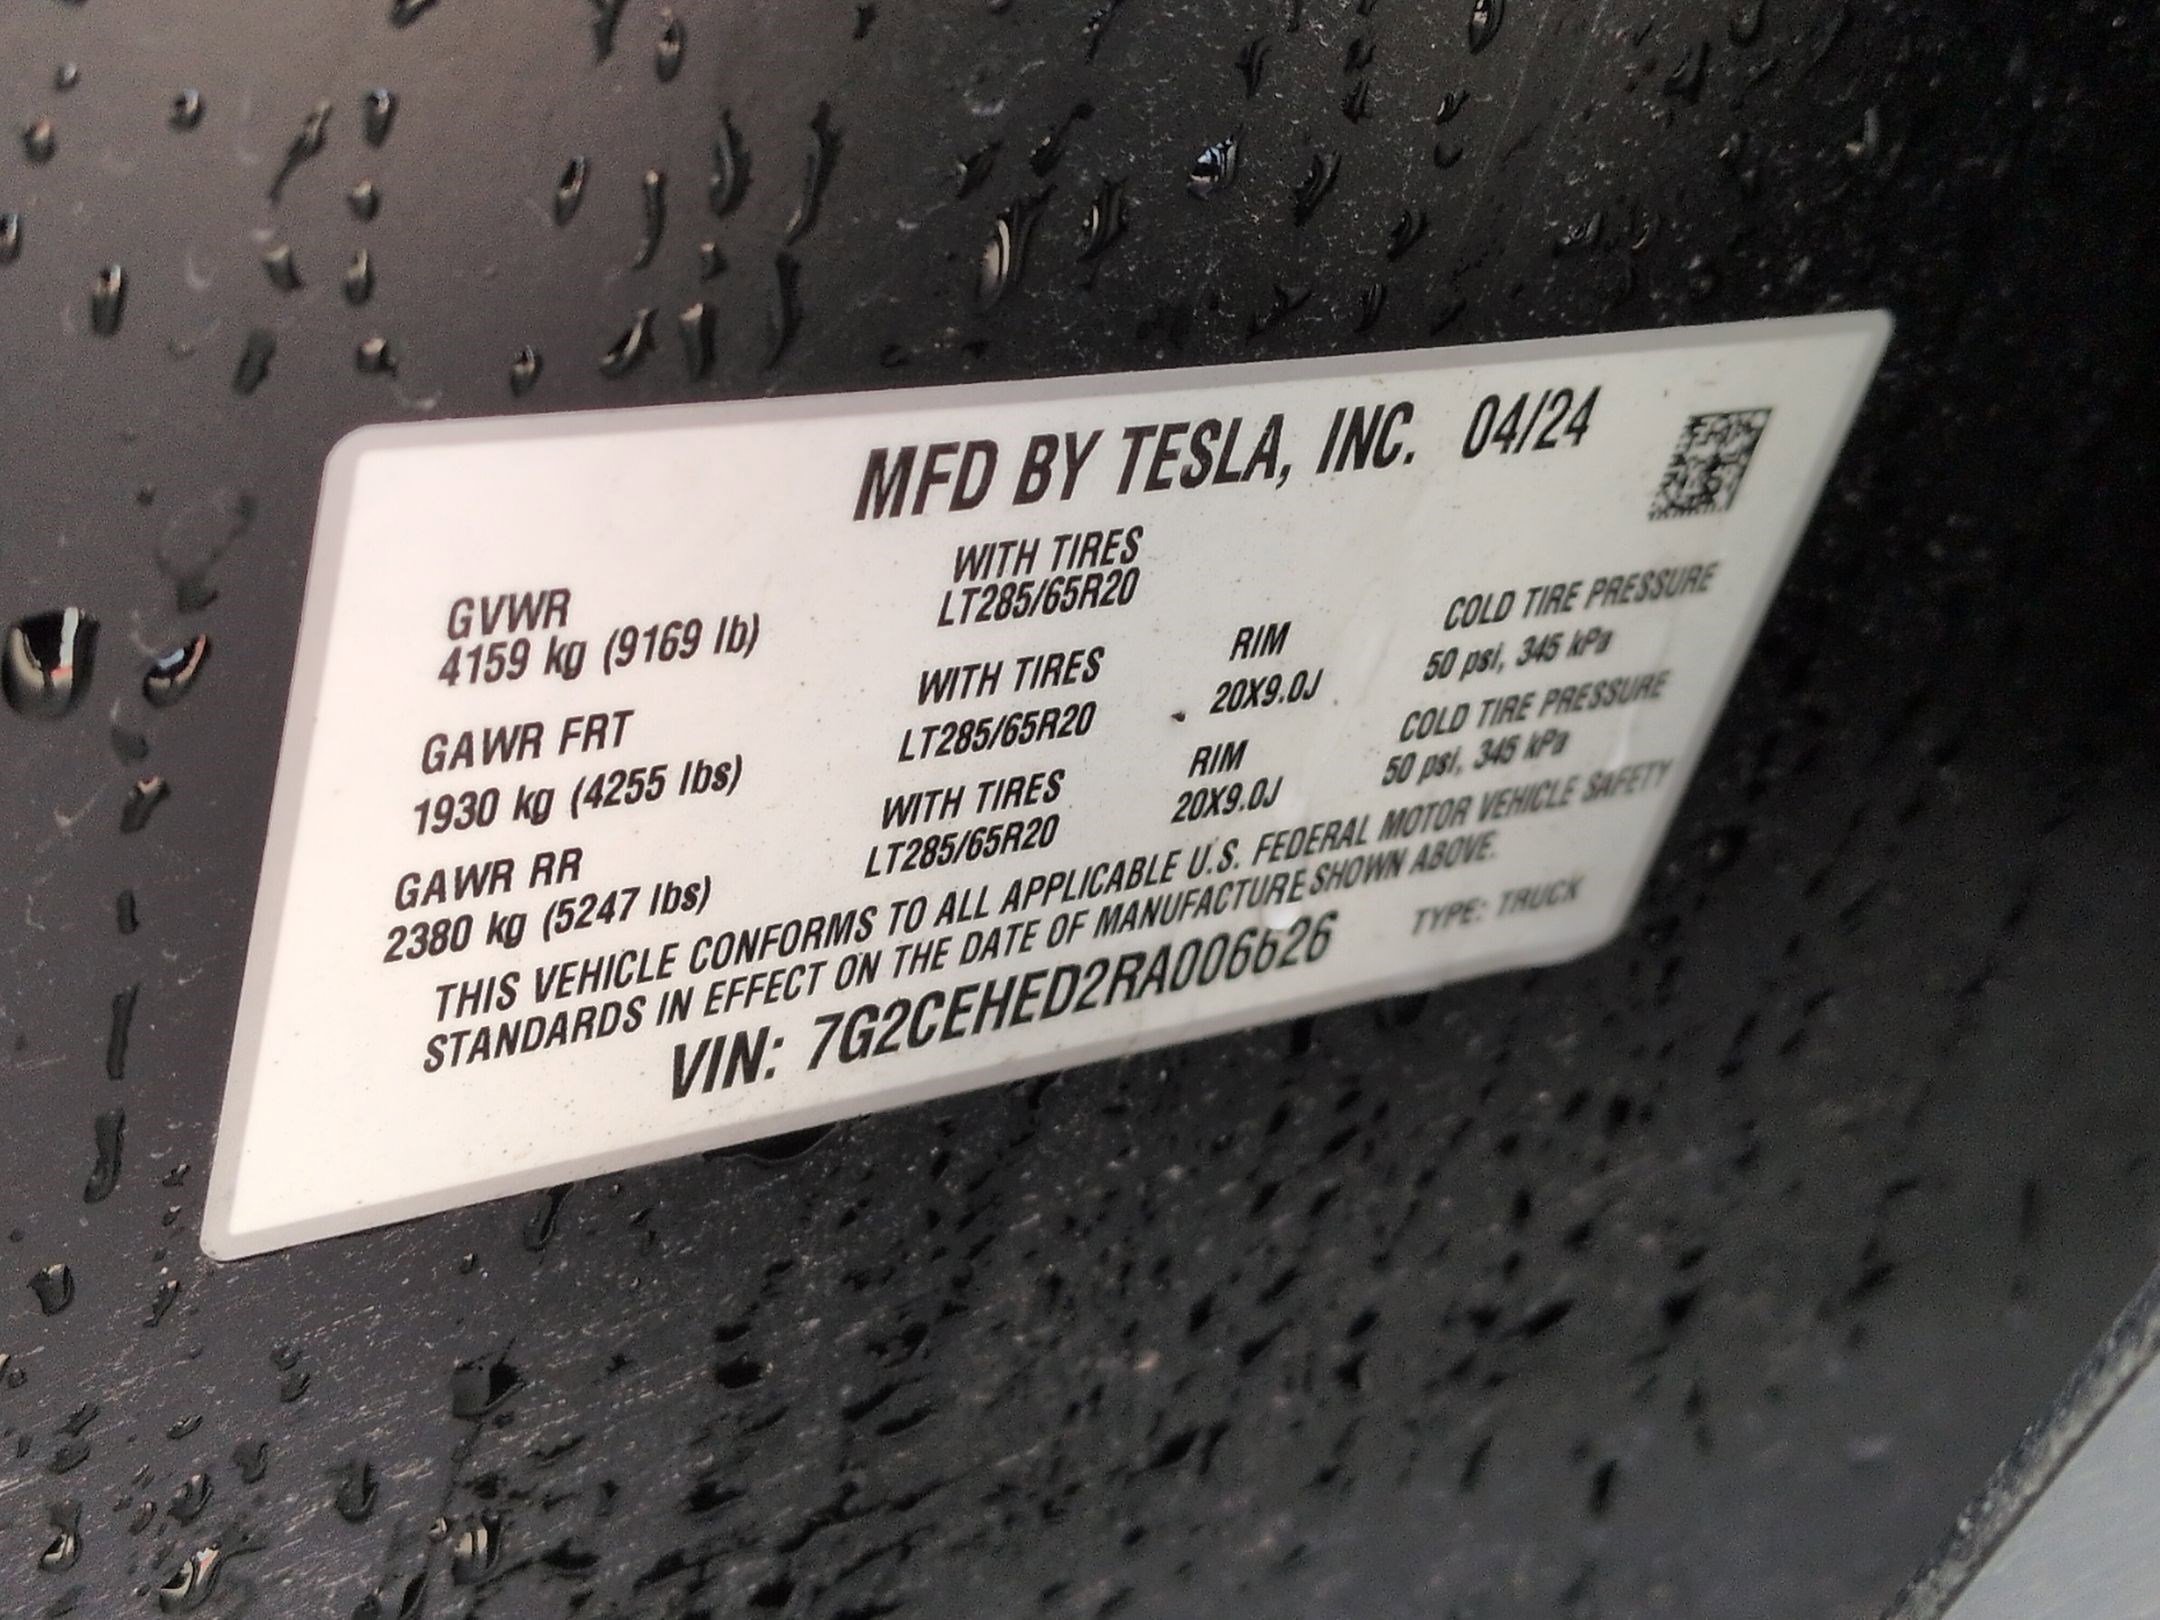 MFD BY TESLA, INC. 04/24
GVWR
4159 kg (9169 lb)
WITH TIRES
LT285/65R20
GAWR FRT
1930 kg (4255 lbs)
WITH TIRES
LT285/65R20
RIM
20X9.0J
COLD TIRE PRESSURE
50 psi, 345 kPa
GAWR RR
2380 kg (5247 lbs)
WITH TIRES
LT285/65R20
RIM
20X9.0J
COLD TIRE PRESSURE
50 psi, 345 kPa
THIS VEHICLE CONFORMS TO ALL APPLICABLE U.S. FEDERAL MOTOR VEHICLE SAFETY
STANDARDS IN EFFECT ON THE DATE OF MANUFACTURE SHOWN ABOVE.
VIN: 7G2CEHED2RA006626
TYPE: TRUCK